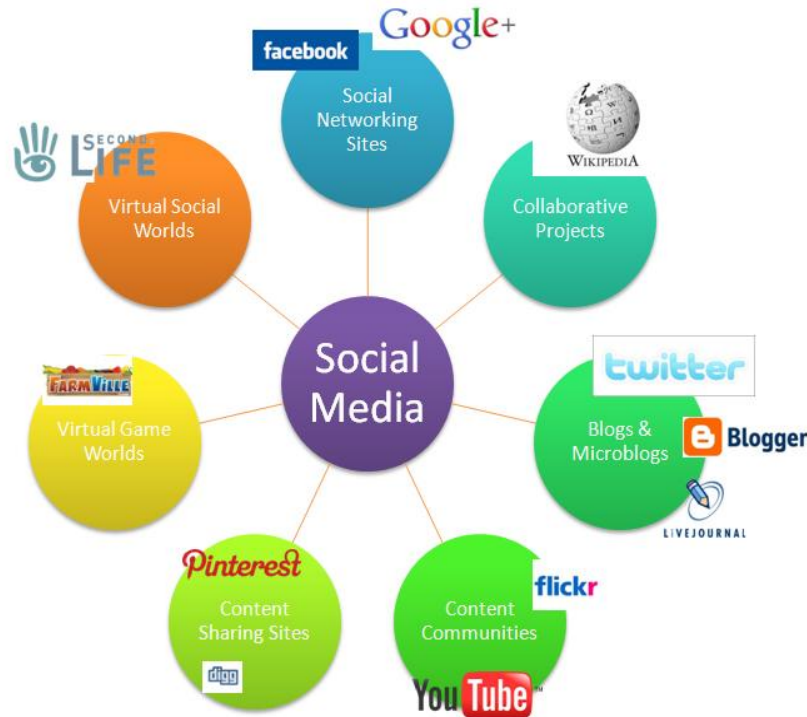 facebook
Google+
Social
Networking
Sites
WIKIPEDIA
Collaborative
Projects
twitter
Blogs &
Microblogs
Blogger
LIVEJOURNAL
flickr
Content
Communities
YouTube
Pinterest
Content
Sharing Sites
digg
FARMVILLE
Virtual Game
Worlds
SECOND
LIFE
Virtual Social
Worlds
Social
Media